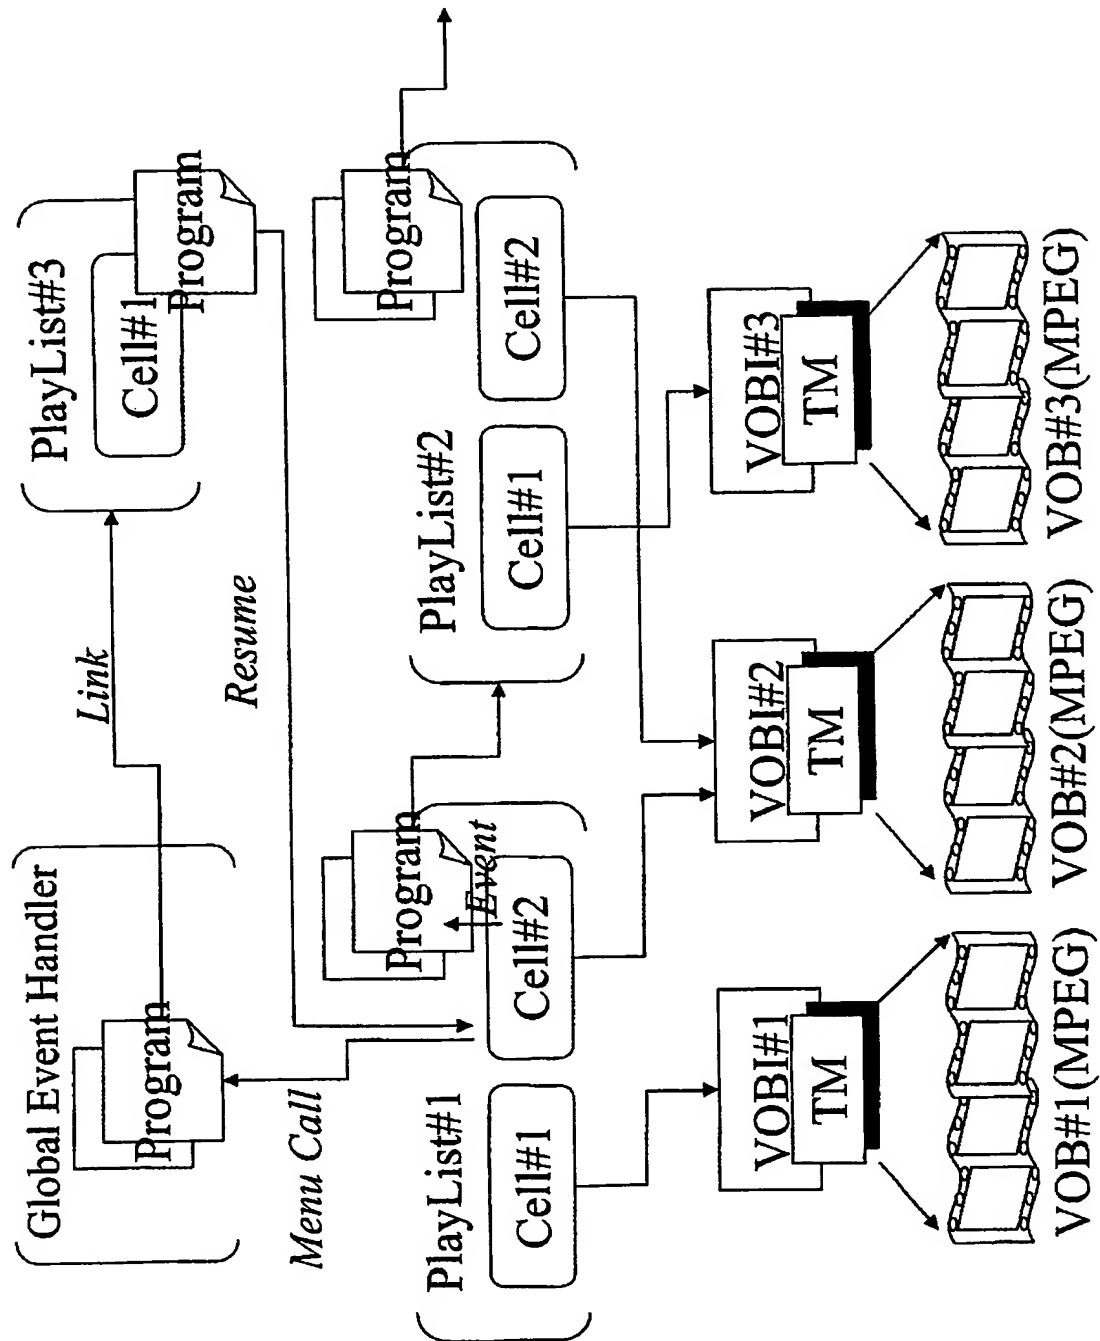 Global Event Handler
Program
Link
PlayList#3
Cell#1
Program
Menu Call
Resume
PlayList#1
Cell#1
Cell#2
Event
Program
PlayList#2
Cell#1
Cell#2
Program
VOBI#1
TM
VOBI#2
TM
VOBI#3
TM
VOB#1(MPEG)
VOB#2(MPEG)
VOB#3(MPEG)